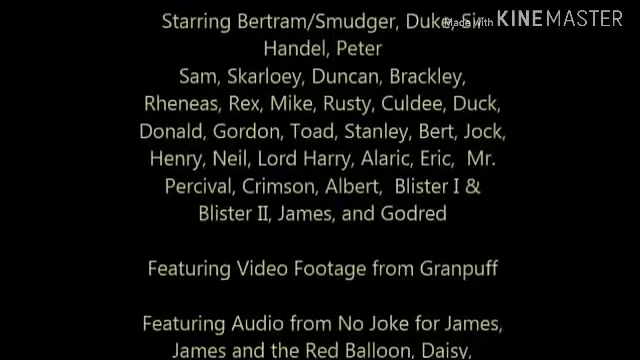 Starring Bertram/Smudger, Duke, Sir
Made with KINEMASTER
Handel, Peter
Sam, Skarloey, Duncan, Brackley,
Rheneas, Rex, Mike, Rusty, Culdee, Duck,
Donald, Gordon, Toad, Stanley, Bert, Jock,
Henry, Neil, Lord Harry, Alaric, Eric, Mr.
Percival, Crimson, Albert, Blister I &
Blister II, James, and Godred
Featuring Video Footage from Granpuff
Featuring Audio from No Joke for James,
James and the Red Balloon, Daisy,